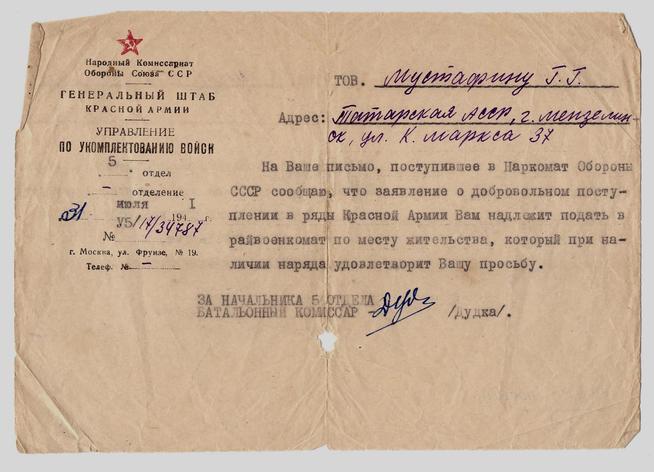 Народный Комиссариат
Обороны Союза ССР
ГЕНЕРАЛЬНЫЙ ШТАБ
КРАСНОЙ АРМИИ
УПРАВЛЕНИЕ
ПО УКОМПЛЕКТОВАНИЮ ВОЙСК
5 отдел
– отделение
31 июля 194 1 г.
№ У5/17/34787
г. Москва, ул. Фрунзе, № 19.
Телеф. № –
ТОВ. Мустафину Г.Г.
Адрес: Татарская АССР, г. Мензелин-
ск, ул. К. Маркса 37
На Ваше письмо, поступившее в Наркомат Обороны
СССР сообщаю, что заявление о добровольном посту-
плении в ряды Красной Армии Вам надлежит подать в
райвоенкомат по месту жительства, который при на-
личии наряда удовлетворит Вашу просьбу.
ЗА НАЧАЛЬНИКА 5 ОТДЕЛА
БАТАЛЬОННЫЙ КОМИССАР – /Дудка/.